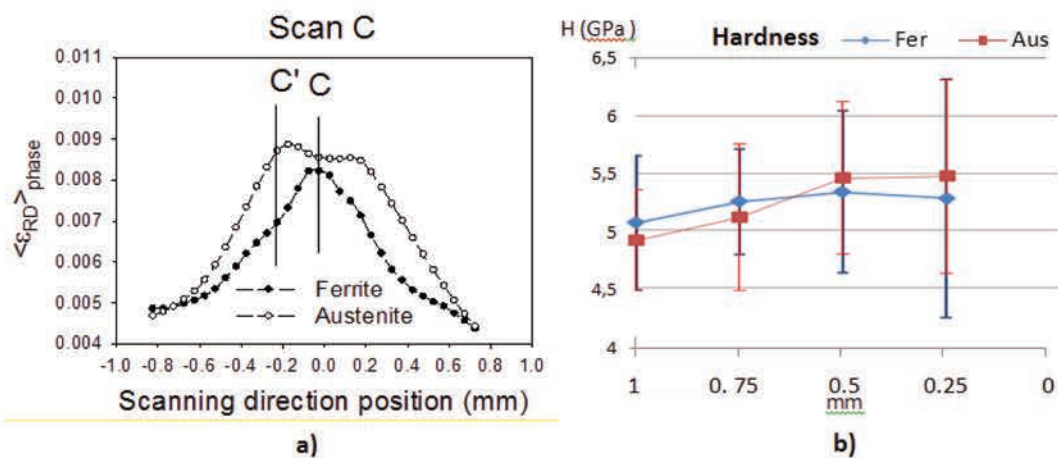 Scan C
C' C
0.011
0.010
0.009
0.008
0.007
0.006
0.005
0.004
<εRD>phase
Ferrite
Austenite
-1.0 -0.8 -0.6 -0.4 -0.2 0.0 0.2 0.4 0.6 0.8 1.0
Scanning direction position (mm)
a)
H (GPa)
Hardness Fer Aus
6,5
6
5,5
5
4,5
4
1 0. 75 0.5 0.25 0
mm
b)